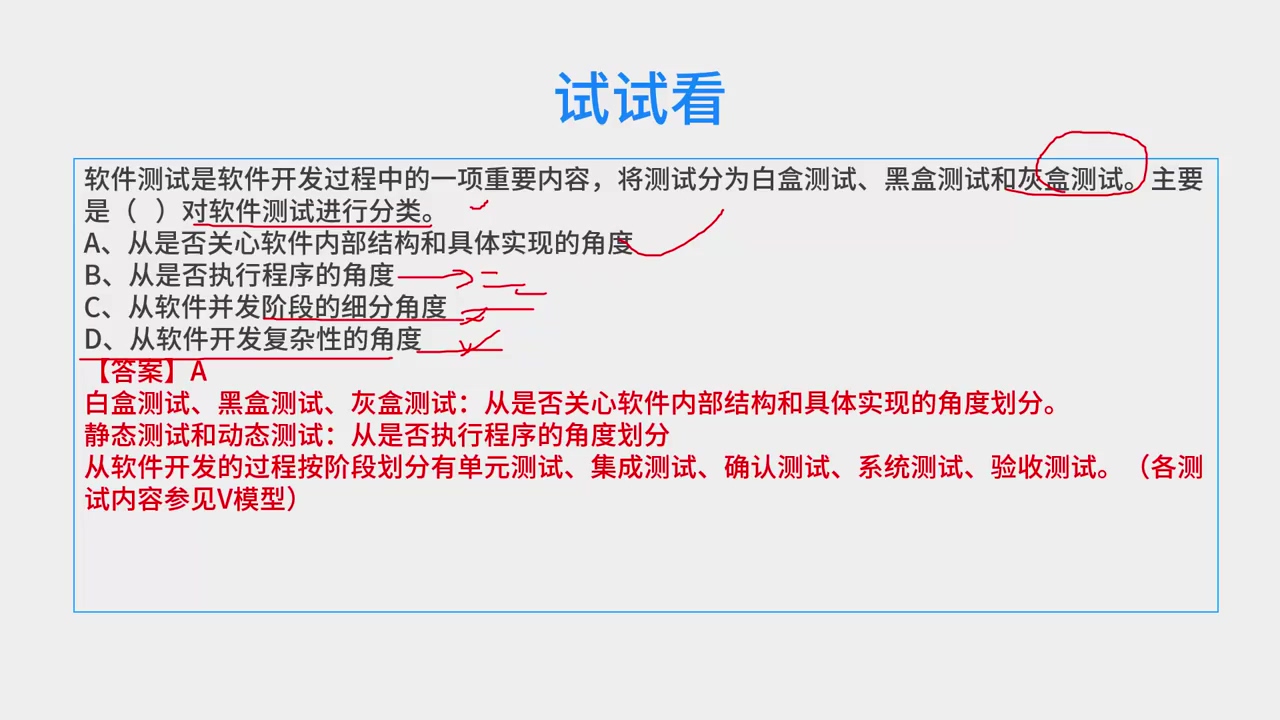 试试看
软件测试是软件开发过程中的一项重要内容，将测试分为白盒测试、黑盒测试和灰盒测试。主要
是（ ）对软件测试进行分类。
A、从是否关心软件内部结构和具体实现的角度
B、从是否执行程序的角度
C、从软件并发阶段的细分角度
D、从软件开发复杂性的角度
【答案】A
白盒测试、黑盒测试、灰盒测试：从是否关心软件内部结构和具体实现的角度划分。
静态测试和动态测试：从是否执行程序的角度划分
从软件开发的过程按阶段划分有单元测试、集成测试、确认测试、系统测试、验收测试。（各测
试内容参见V模型）